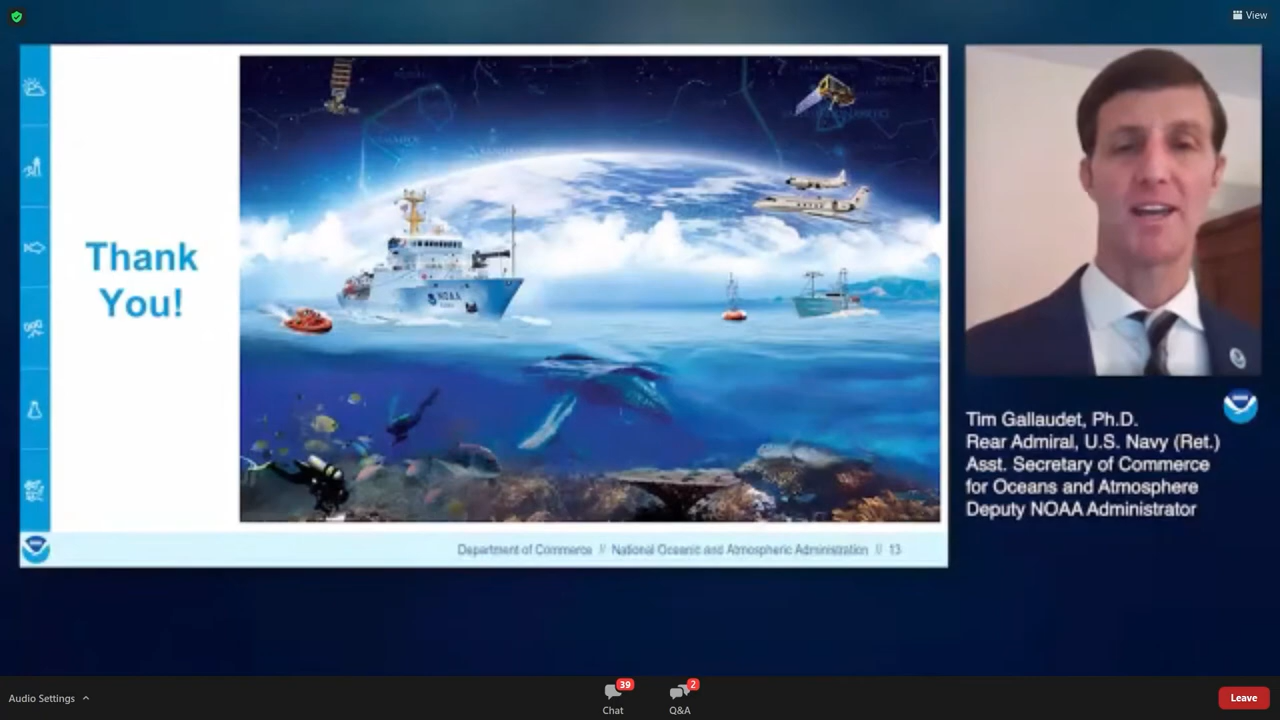 View
Thank
You!
NOAA
Tim Gallaudet, Ph.D.
Rear Admiral, U.S. Navy (Ret.)
Asst. Secretary of Commerce
for Oceans and Atmosphere
Deputy NOAA Administrator
Department of Commerce // National Oceanic and Atmospheric Administration // 13
Audio Settings
39
Chat
2
Q&A
Leave